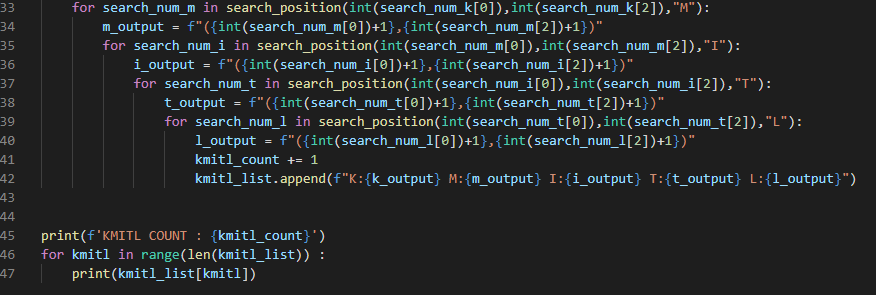 33 for search_num_m in search_position(int(search_num_k[0]),int(search_num_k[2]),"M"):
34 m_output = f"({int(search_num_m[0])+1},{int(search_num_m[2])+1})"
35 for search_num_i in search_position(int(search_num_m[0]),int(search_num_m[2]),"I"):
36 i_output = f"({int(search_num_i[0])+1},{int(search_num_i[2])+1})"
37 for search_num_t in search_position(int(search_num_i[0]),int(search_num_i[2]),"T"):
38 t_output = f"({int(search_num_t[0])+1},{int(search_num_t[2])+1})"
39 for search_num_l in search_position(int(search_num_t[0]),int(search_num_t[2]),"L"):
40 l_output = f"({int(search_num_l[0])+1},{int(search_num_l[2])+1})"
41 kmitl_count += 1
42 kmitl_list.append(f"K:{k_output} M:{m_output} I:{i_output} T:{t_output} L:{l_output}")
43
44
45 print(f'KMITL COUNT : {kmitl_count}')
46 for kmitl in range(len(kmitl_list)) :
47 print(kmitl_list[kmitl])